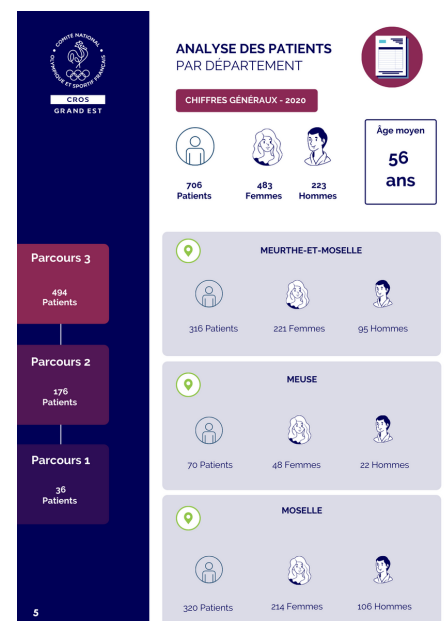 COMITÉ NATIONAL OLYMPIQUE ET SPORTIF FRANÇAIS
CROS
GRAND EST
ANALYSE DES PATIENTS
PAR DÉPARTEMENT
CHIFFRES GÉNÉRAUX - 2020
706
Patients
483
Femmes
223
Hommes
Âge moyen
56
ans
Parcours 3
494
Patients
Parcours 2
176
Patients
Parcours 1
36
Patients
MEURTHE-ET-MOSELLE
316 Patients
221 Femmes
95 Hommes
MEUSE
70 Patients
48 Femmes
22 Hommes
MOSELLE
320 Patients
214 Femmes
106 Hommes
5